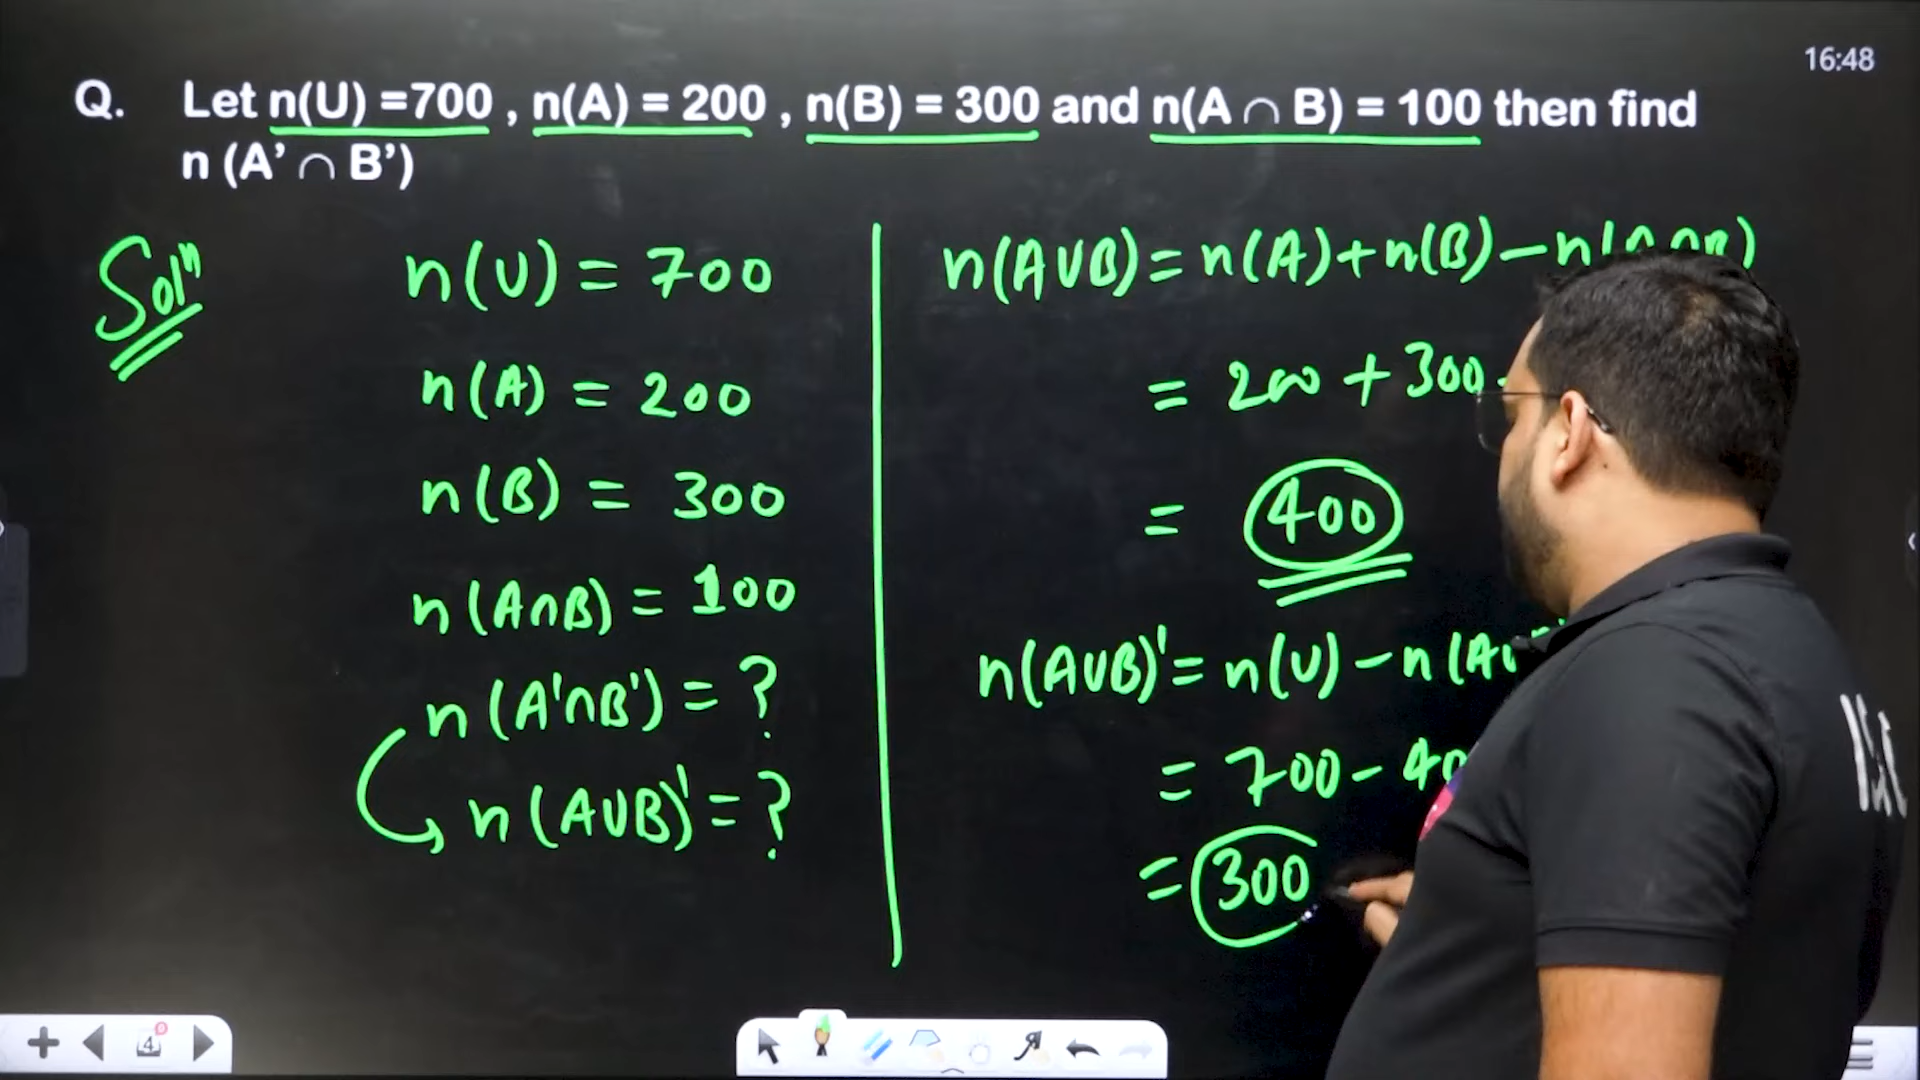 16:48
Q. Let n(U) =700 , n(A) = 200 , n(B) = 300 and n(A ∩ B) = 100 then find
n (A’ ∩ B’)
Solⁿ
n(U) = 700
n(A) = 200
n(B) = 300
n(A∩B) = 100
n(A'∩B') = ?
n(A∪B)' = ?
n(A∪B) = n(A)+n(B)-n(A∩B)
= 200 + 300 -
= 400
n(A∪B)' = n(U) - n(A∪
= 700 - 40
= 300
4